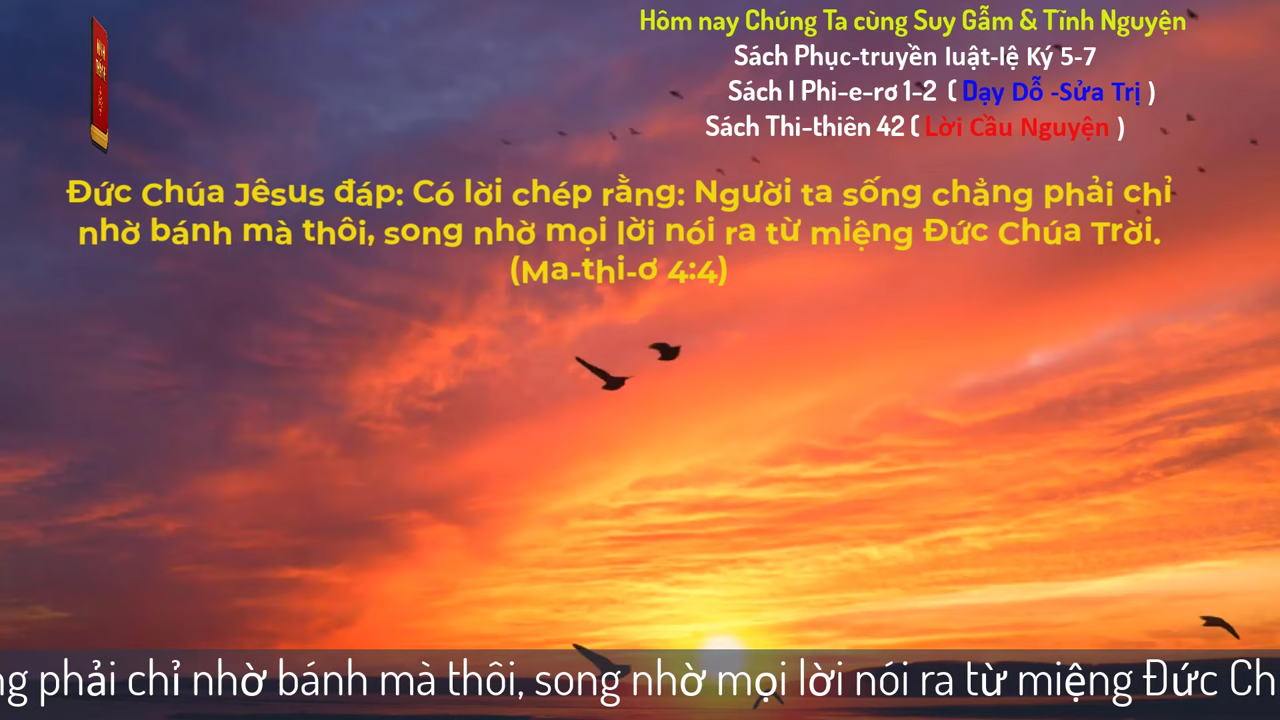 Hôm nay Chúng Ta cùng Suy Gẫm & Tĩnh Nguyện
Sách Phục-truyền luật-lệ Ký 5-7
Sách I Phi-e-rơ 1-2 ( Dạy Dỗ -Sửa Trị )
Sách Thi-thiên 42 ( Lời Cầu Nguyện )
Đức Chúa Jêsus đáp: Có lời chép rằng: Người ta sống chẳng phải chỉ
nhờ bánh mà thôi, song nhờ mọi lời nói ra từ miệng Đức Chúa Trời.
(Ma-thi-ơ 4:4)
ng phải chỉ nhờ bánh mà thôi, song nhờ mọi lời nói ra từ miệng Đức Ch